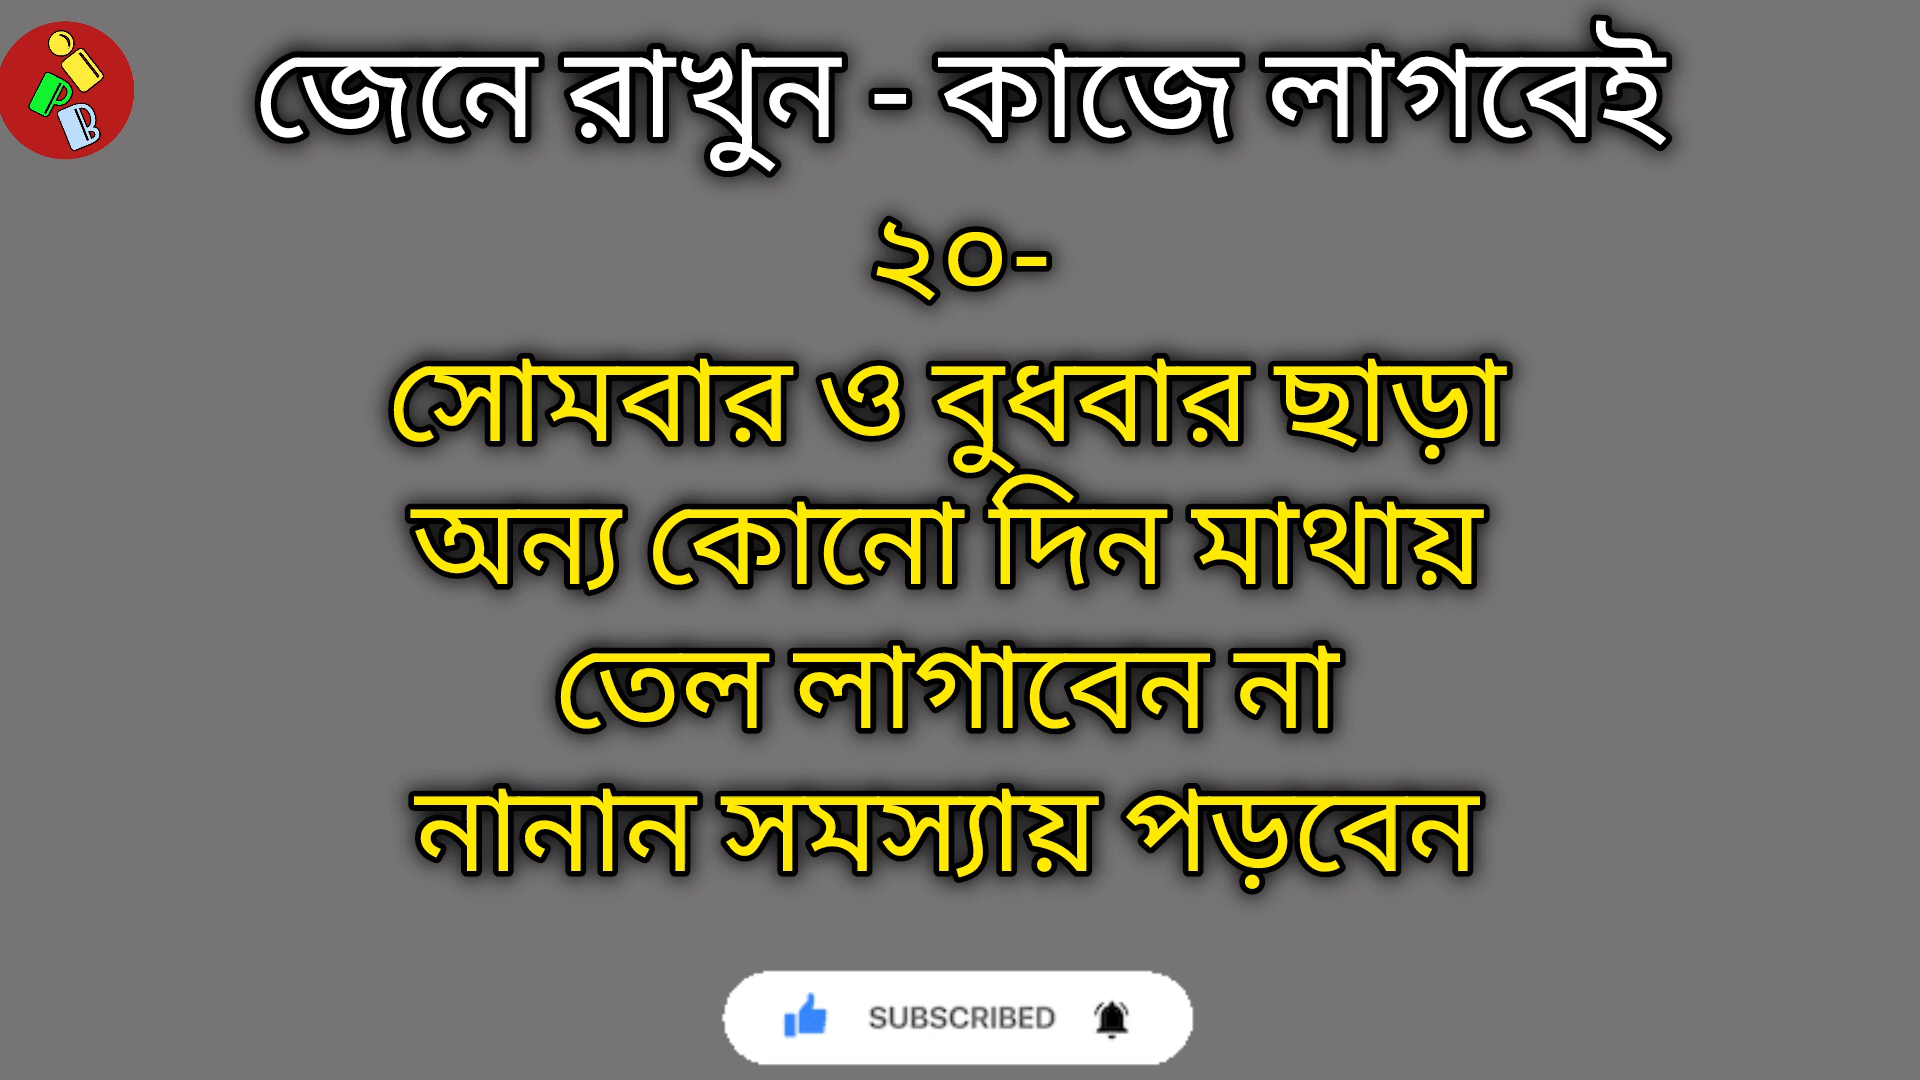 জেনে রাখুন - কাজে লাগবেই
২০-
সোমবার ও বুধবার ছাড়া
অন্য কোনো দিন মাথায়
তেল লাগাবেন না
নানান সমস্যায় পড়বেন
SUBSCRIBED